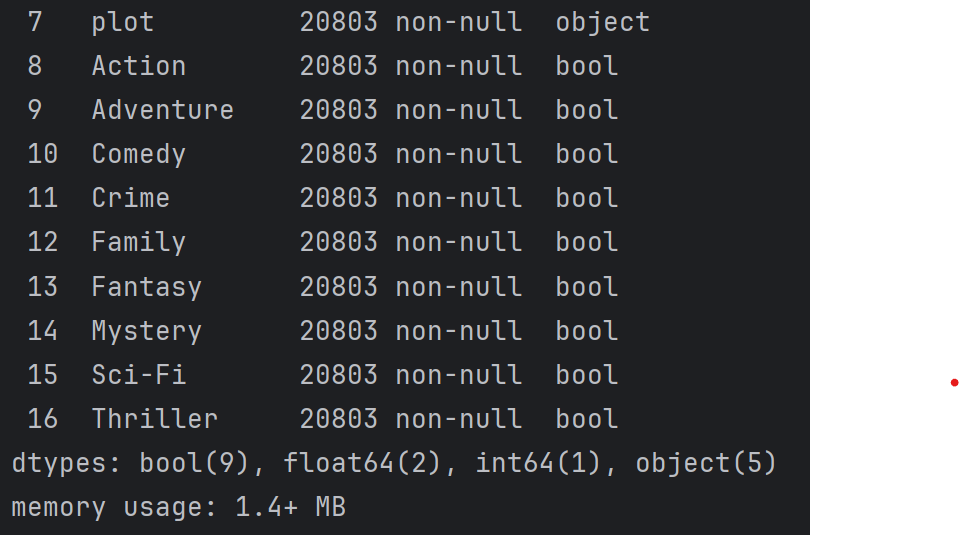 7   plot         20803 non-null  object
8   Action       20803 non-null  bool
9   Adventure    20803 non-null  bool
10  Comedy       20803 non-null  bool
11  Crime        20803 non-null  bool
12  Family       20803 non-null  bool
13  Fantasy      20803 non-null  bool
14  Mystery      20803 non-null  bool
15  Sci-Fi       20803 non-null  bool
16  Thriller     20803 non-null  bool
dtypes: bool(9), float64(2), int64(1), object(5)
memory usage: 1.4+ MB